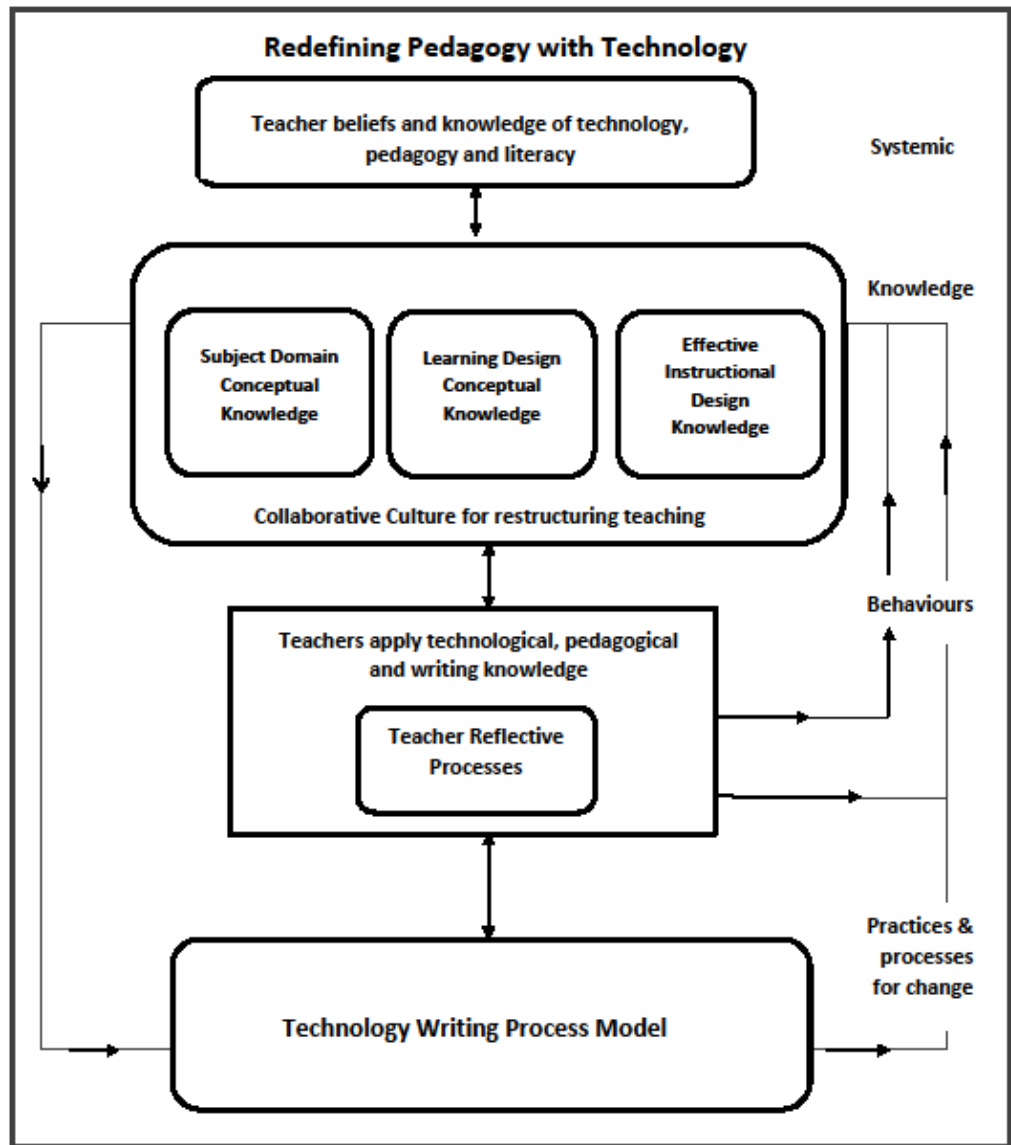 Redefining Pedagogy with Technology
Teacher beliefs and knowledge of technology,
pedagogy and literacy
Systemic
Knowledge
Subject Domain
Conceptual
Knowledge
Learning Design
Conceptual
Knowledge
Effective
Instructional
Design
Knowledge
Collaborative Culture for restructuring teaching
Behaviours
Teachers apply technological, pedagogical
and writing knowledge
Teacher Reflective
Processes
Practices &
processes
for change
Technology Writing Process Model